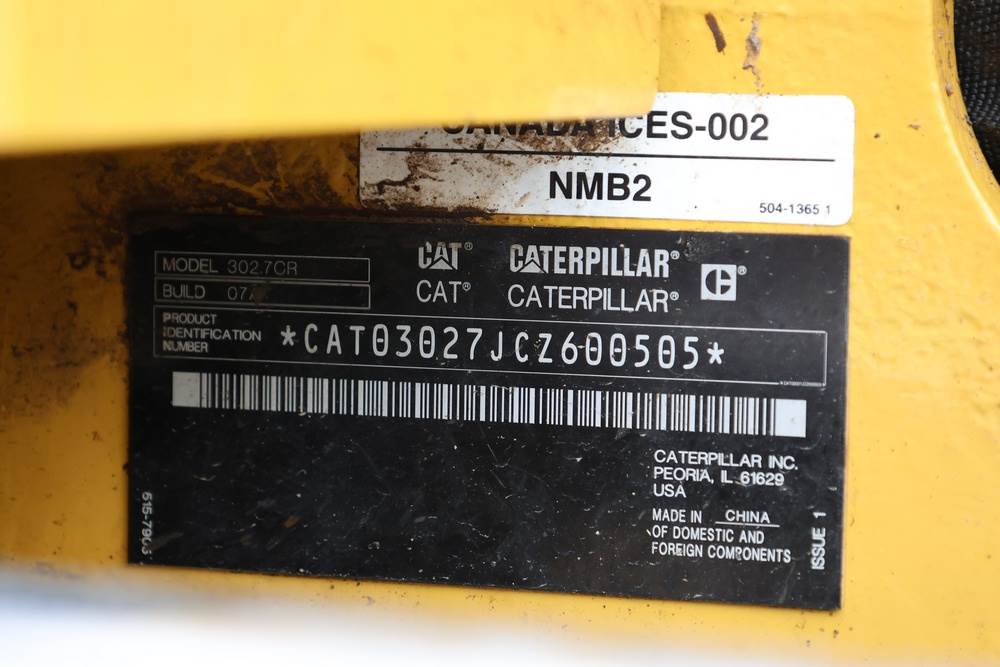 CANADA ICES-002
NMB2
504-1365 1
MODEL 302.7CR
BUILD 07A
CAT®
CATERPILLAR®
C®
CAT®
CATERPILLAR®
PRODUCT
IDENTIFICATION
NUMBER
*CAT03027JCZ600505*
CATERPILLAR INC.
PEORIA, IL 61629
USA
MADE IN CHINA
OF DOMESTIC AND
FOREIGN COMPONENTS
ISSUE 1